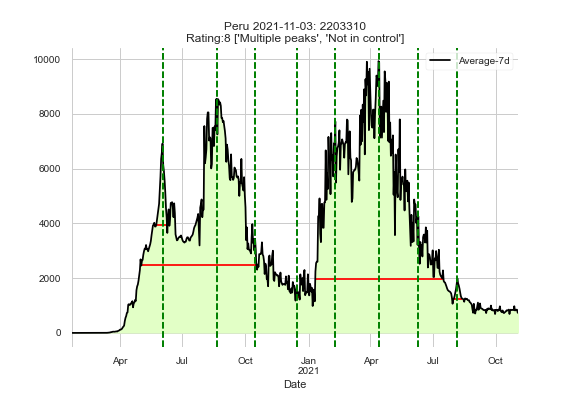 Peru 2021-11-03: 2203310
Rating:8 ['Multiple peaks', 'Not in control']
Average-7d
10000
8000
6000
4000
2000
0
Apr
Jul
Oct
Jan
2021
Apr
Jul
Oct
Date